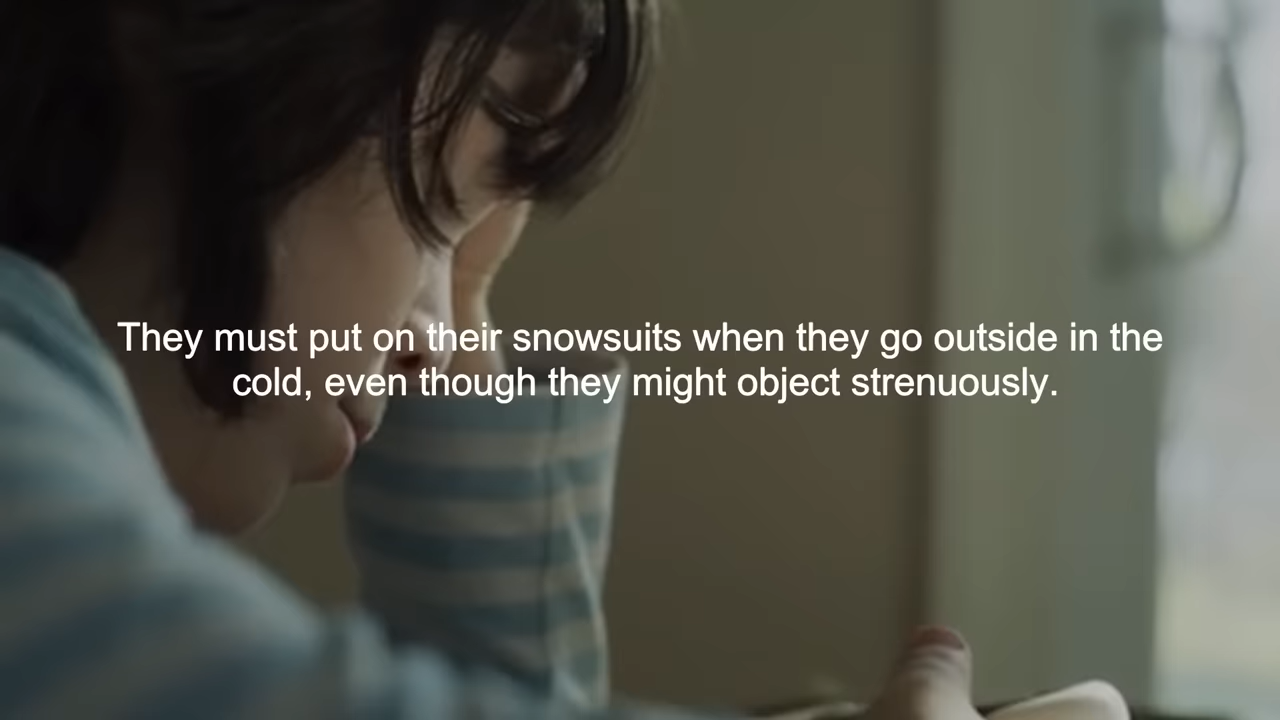 They must put on their snowsuits when they go outside in the
cold, even though they might object strenuously.